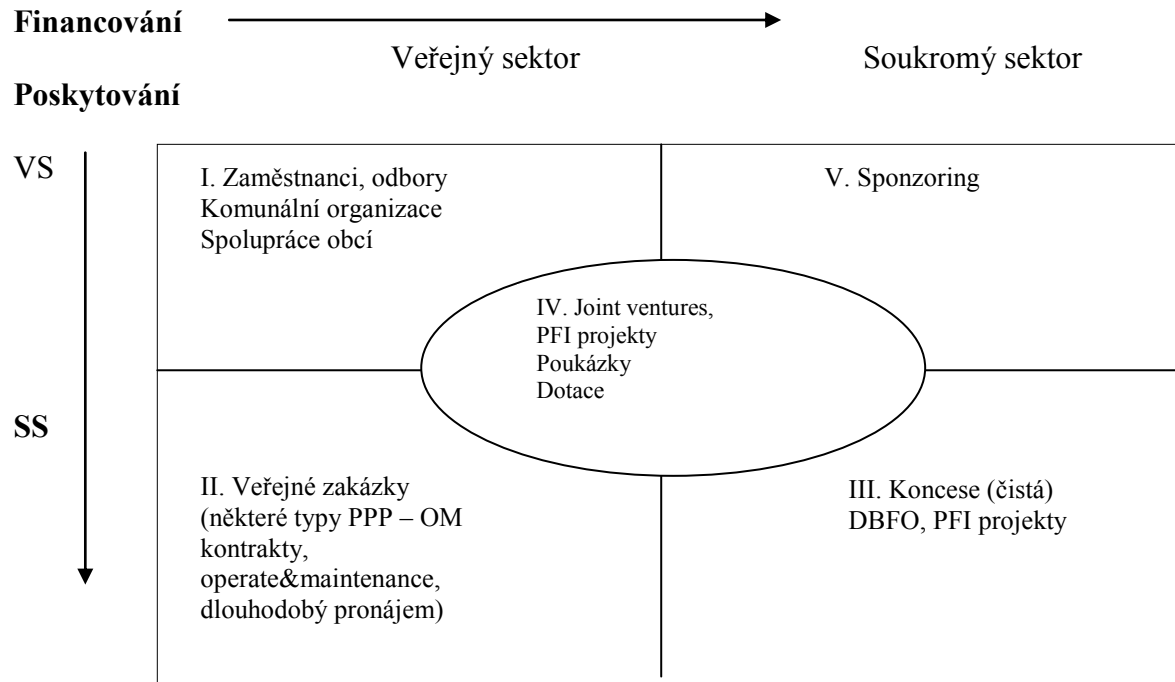 Financování
Veřejný sektor
Soukromý sektor
Poskytování
VS
I. Zaměstnanci, odbory
Komunální organizace
Spolupráce obcí
V. Sponzoring
IV. Joint ventures,
PFI projekty
Poukázky
Dotace
SS
II. Veřejné zakázky
(některé typy PPP – OM
kontrakty,
operate&maintenance,
dlouhodobý pronájem)
III. Koncese (čistá)
DBFO, PFI projekty